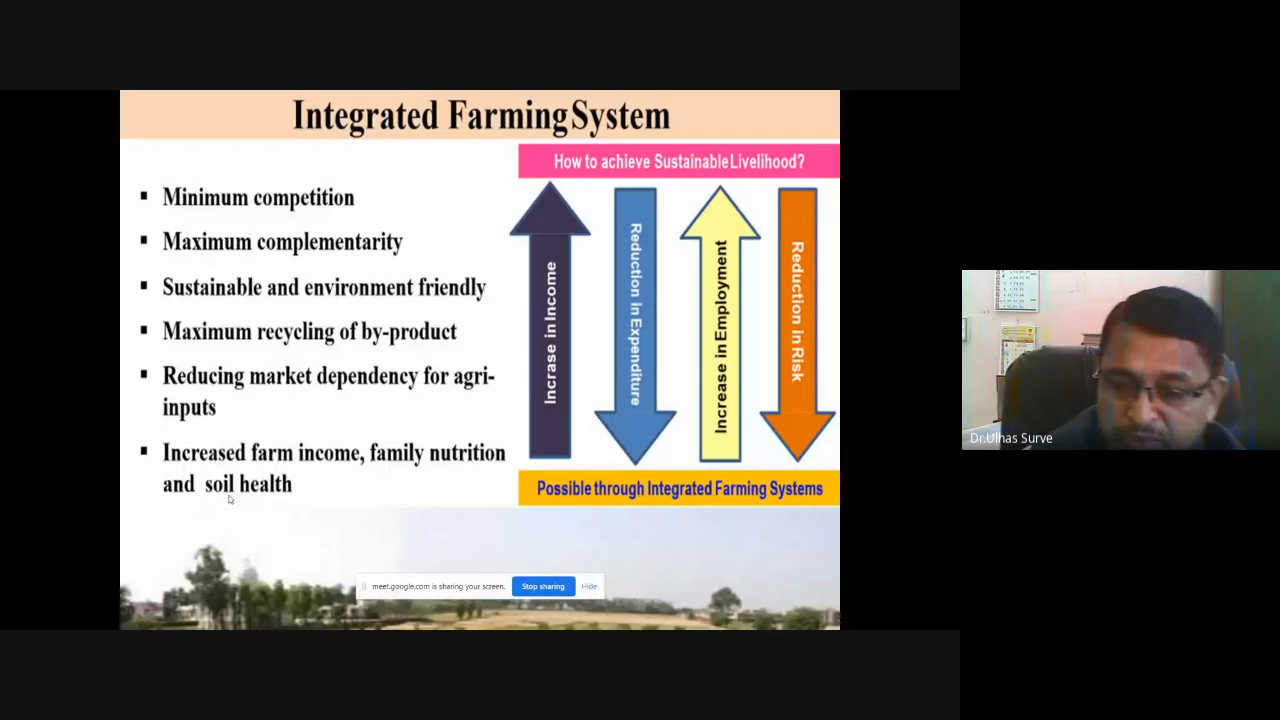 Integrated Farming System
How to achieve Sustainable Livelihood?
▪ Minimum competition
▪ Maximum complementarity
▪ Sustainable and environment friendly
▪ Maximum recycling of by-product
▪ Reducing market dependency for agri-
inputs
▪ Increased farm income, family nutrition
and soil health
Incrase in Income
Reduction in Expenditure
Increase in Employment
Reduction in Risk
Possible through Integrated Farming Systems
meet.google.com is sharing your screen.
Stop sharing
Hide
Dr.Ulhas Surve